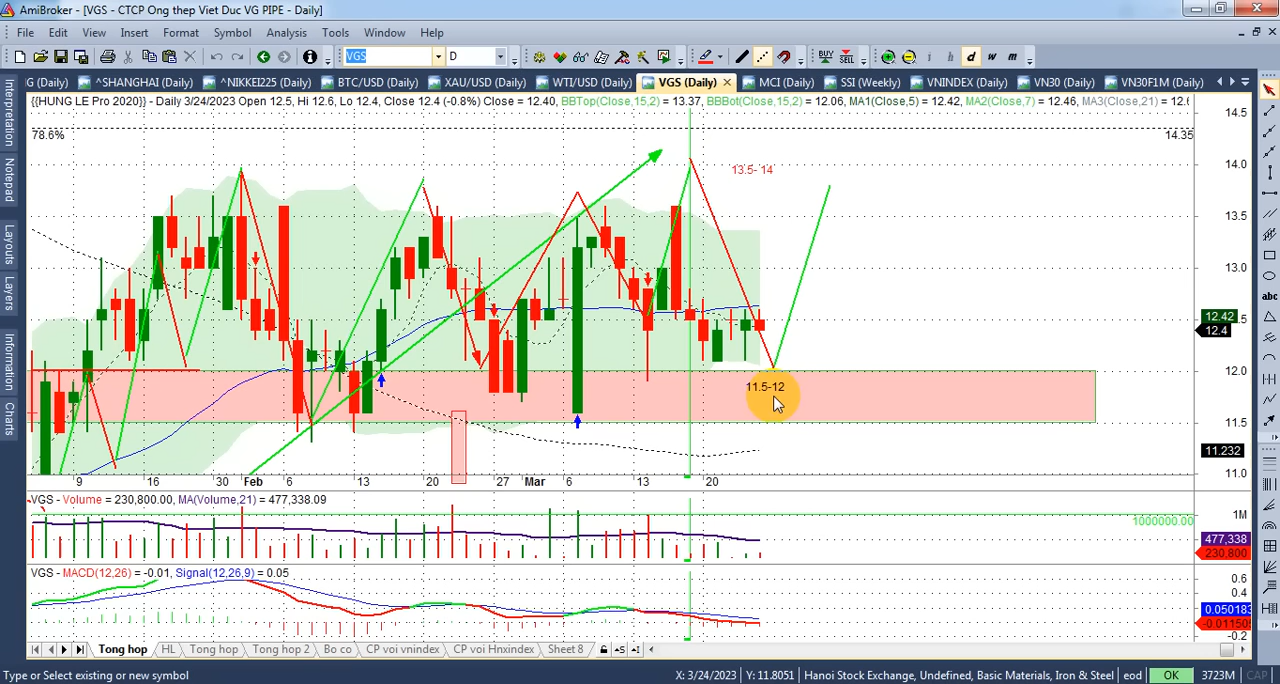 AmiBroker - [VGS - CTCP Ong thep Viet Duc VG PIPE - Daily]
File Edit View Insert Format Symbol Analysis Tools Window Help
VGS D BUY SELL i h d w m
G (Daily) ^SHANGHAI (Daily) ^NIKKEI225 (Daily) BTC/USD (Daily) XAU/USD (Daily) WTI/USD (Daily) VGS (Daily) MCI (Daily) SSI (Weekly) VNINDEX (Daily) VN30 (Daily) VN30F1M (Daily)
{{HUNG LE Pro 2020}} - Daily 3/24/2023 Open 12.5, Hi 12.6, Lo 12.4, Close 12.4 (-0.8%) Close = 12.40, BBTop(Close,15,2) = 13.37, BBBot(Close,15,2) = 12.06, MA1(Close,5) = 12.42, MA2(Close,7) = 12.46, MA3(Close,21) = 12.6
Interpretation
Notepad
Layouts
Layers
Information
Charts
abc
14.5
78.6%
14.35
14.0
13.5- 14
13.5
13.0
12.42
12.4
12.0
11.5-12
11.5
11.232
11.0
9 16 30 Feb 6 13 20 27 Mar 6 13 20
VGS - Volume = 230,800.00, MA(Volume,21) = 477,338.09
1M
1000000.00
477,338
230,800
VGS - MACD(12,26) = -0.01, Signal(12,26,9) = 0.05
0.6
0.4
0.050183
-0.01150
-0.2
Tong hop HL Tong hop Tong hop 2 Bo co CP voi vnindex CP voi Hnxindex Sheet 8
Type or Select existing or new symbol X: 3/24/2023 Y: 11.8051 Hanoi Stock Exchange, Undefined, Basic Materials, Iron & Steel eod OK 3723M CAP